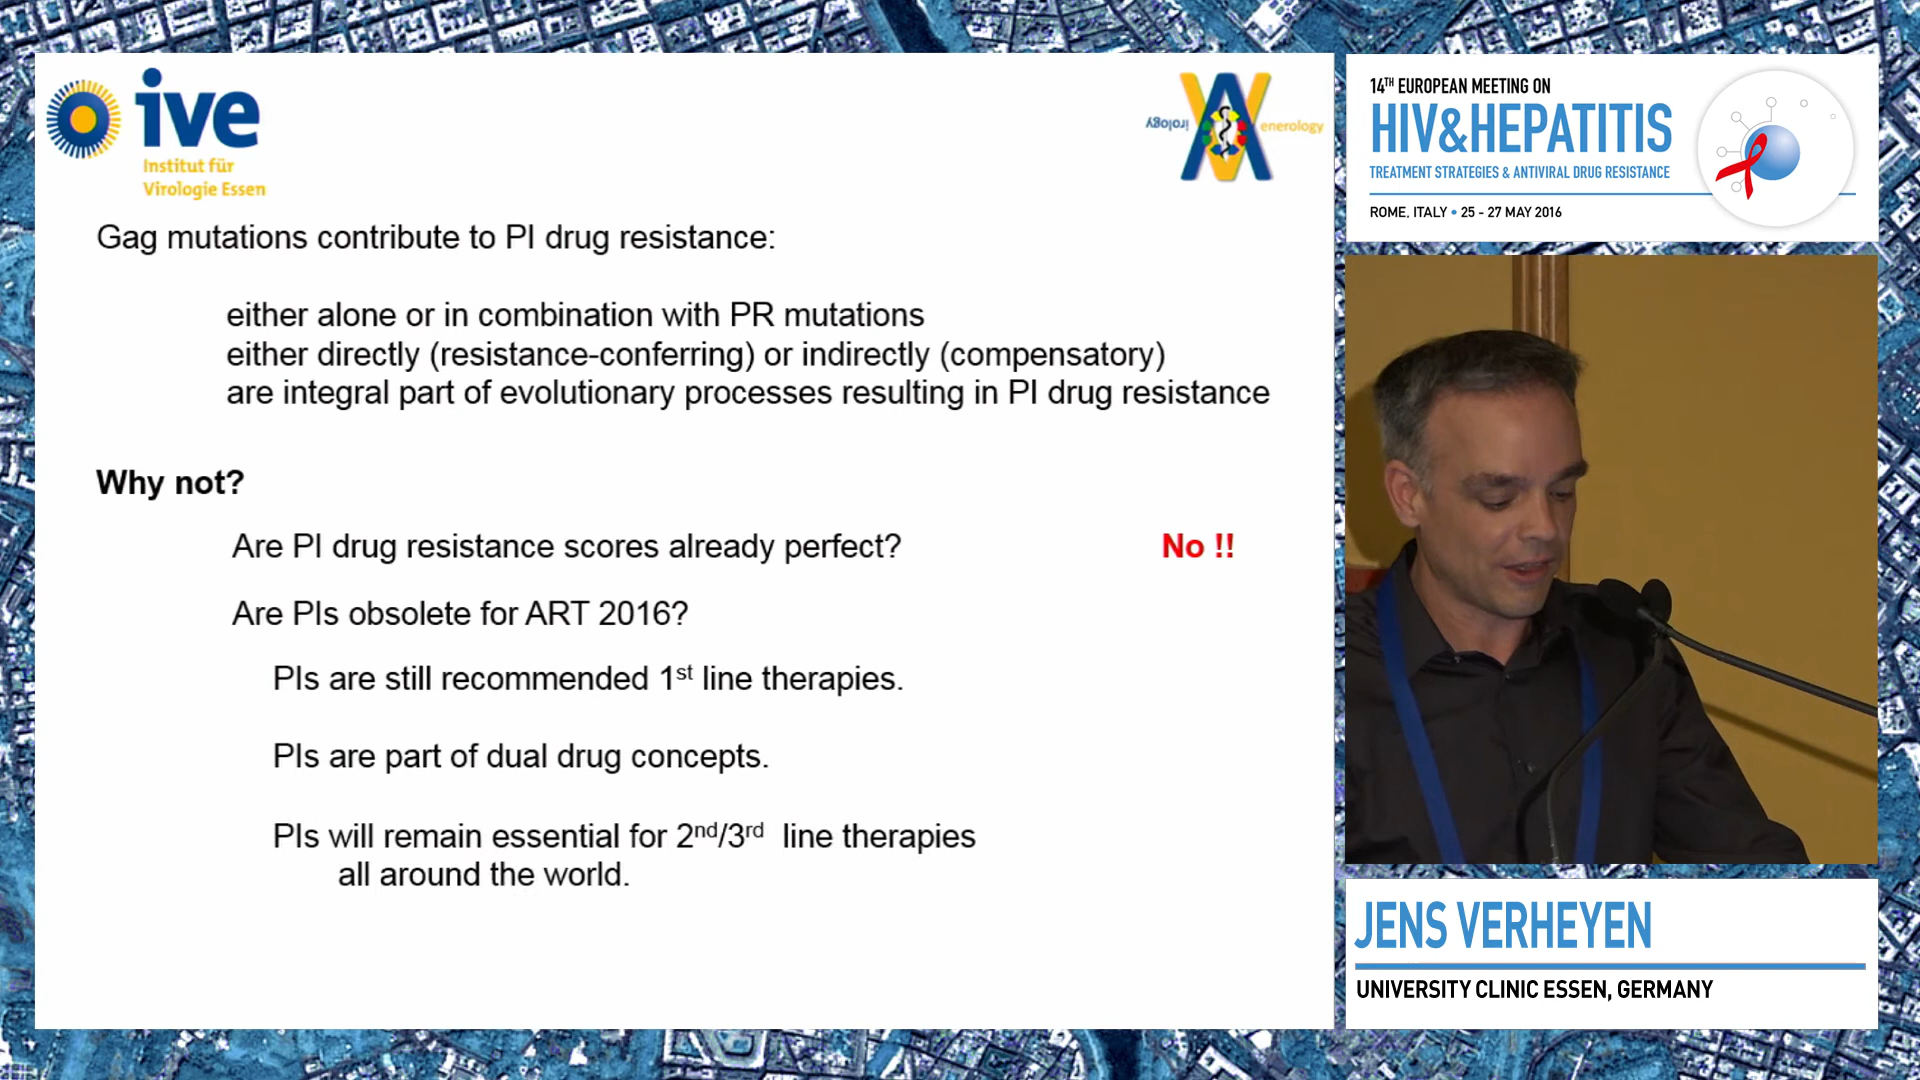 ive
Institut für
Virologie Essen
irology
enerology
Gag mutations contribute to PI drug resistance:
either alone or in combination with PR mutations
either directly (resistance-conferring) or indirectly (compensatory)
are integral part of evolutionary processes resulting in PI drug resistance
Why not?
Are PI drug resistance scores already perfect? No !!
Are PIs obsolete for ART 2016?
PIs are still recommended 1st line therapies.
PIs are part of dual drug concepts.
PIs will remain essential for 2nd/3rd line therapies
all around the world.
14TH EUROPEAN MEETING ON
HIV&HEPATITIS
TREATMENT STRATEGIES & ANTIVIRAL DRUG RESISTANCE
ROME, ITALY • 25 - 27 MAY 2016
JENS VERHEYEN
UNIVERSITY CLINIC ESSEN, GERMANY